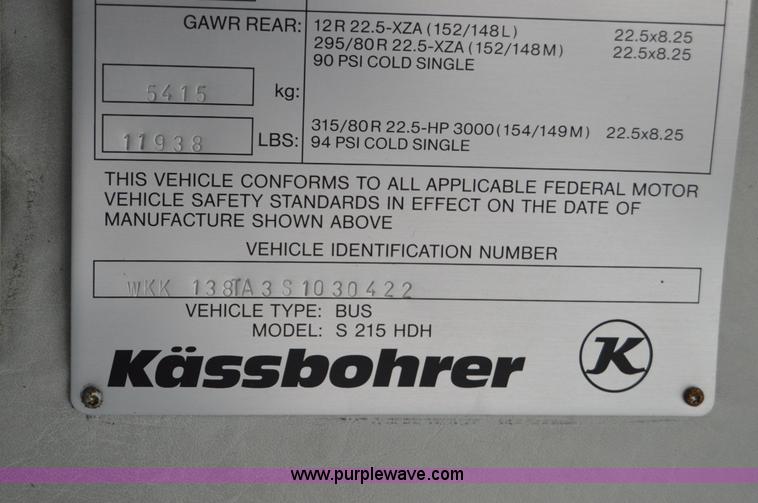 GAWR REAR: 12R 22.5-XZA (152/148L) 22.5x8.25
295/80R 22.5-XZA (152/148M) 22.5x8.25
90 PSI COLD SINGLE
5415 kg:
11938 LBS: 315/80R 22.5-HP 3000 (154/149M) 22.5x8.25
94 PSI COLD SINGLE
THIS VEHICLE CONFORMS TO ALL APPLICABLE FEDERAL MOTOR
VEHICLE SAFETY STANDARDS IN EFFECT ON THE DATE OF
MANUFACTURE SHOWN ABOVE
VEHICLE IDENTIFICATION NUMBER
WKK 138TA3S1030422
VEHICLE TYPE: BUS
MODEL: S 215 HDH
Kässbohrer K
www.purplewave.com